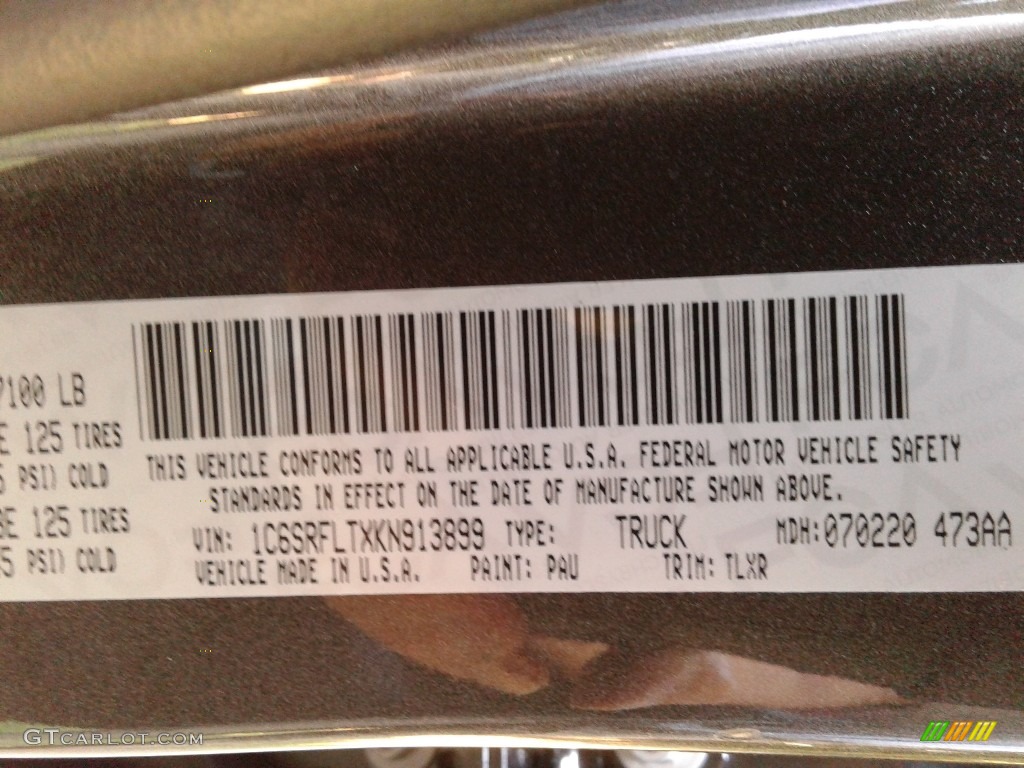 7100 LB
125 TIRES
PSI) COLD
125 TIRES
PSI) COLD
THIS VEHICLE CONFORMS TO ALL APPLICABLE U.S.A. FEDERAL MOTOR VEHICLE SAFETY
STANDARDS IN EFFECT ON THE DATE OF MANUFACTURE SHOWN ABOVE.
VIN: 1C6SRFLTXKN913899 TYPE: TRUCK MDH:070220 473AA
VEHICLE MADE IN U.S.A. PAINT: PAU TRIM: TLXR
GTCARLOT.COM